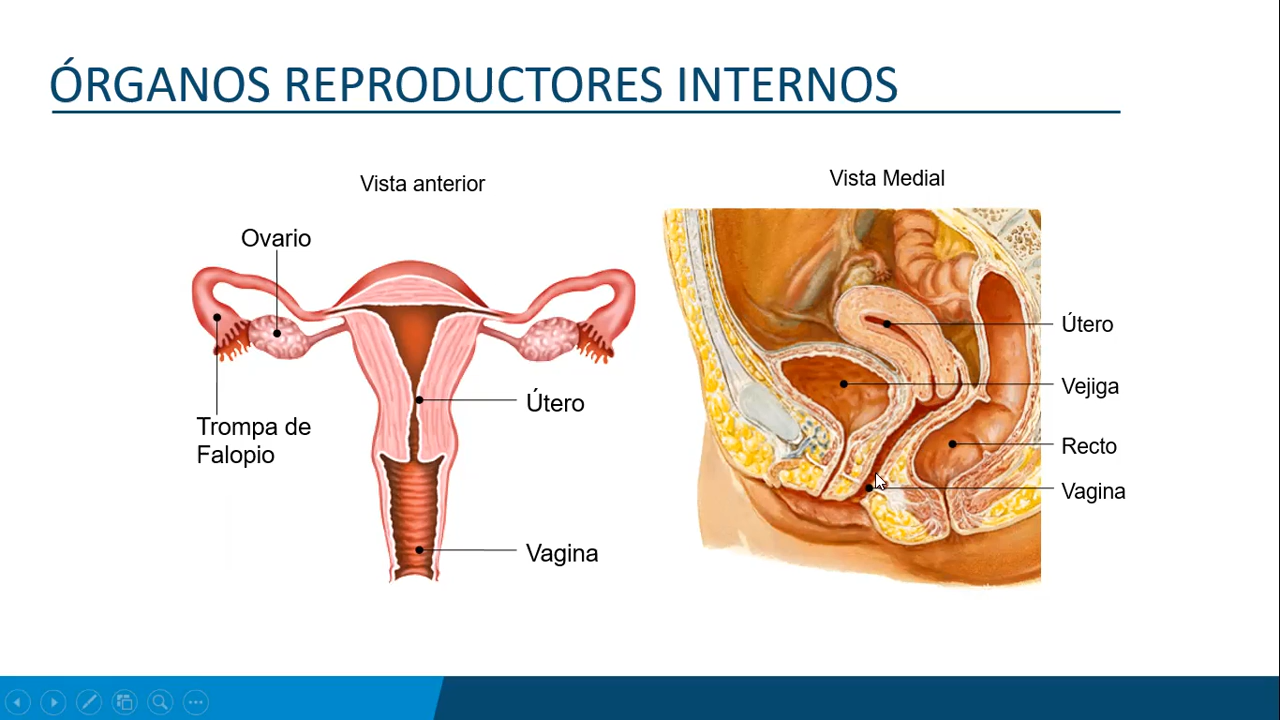 ÓRGANOS REPRODUCTORES INTERNOS
Vista anterior
Ovario
Trompa de
Falopio
Útero
Vagina
Vista Medial
Útero
Vejiga
Recto
Vagina